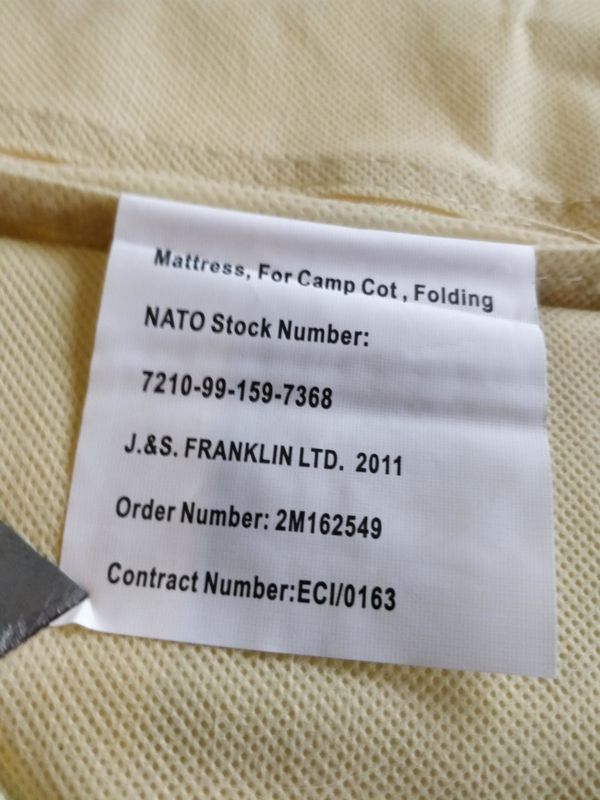 Mattress, For Camp Cot, Folding
NATO Stock Number:
7210-99-159-7368
J.&S. FRANKLIN LTD. 2011
Order Number: 2M162549
Contract Number:ECI/0163